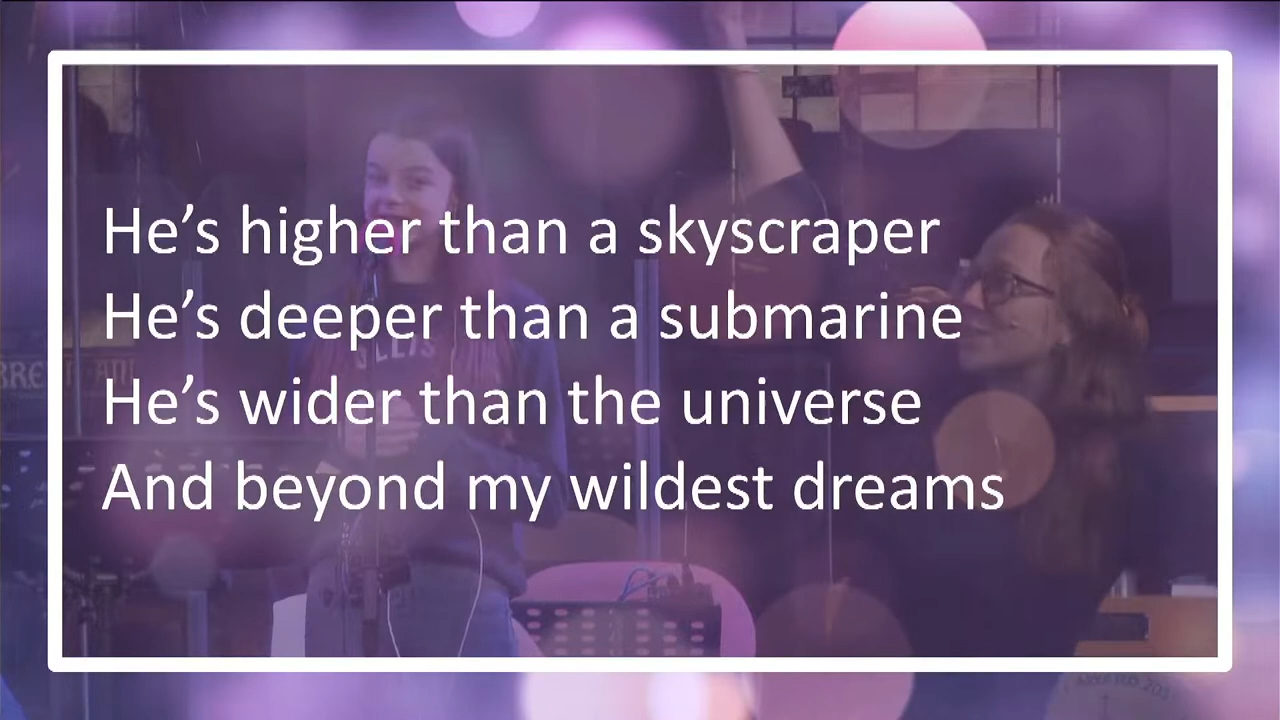 He’s higher than a skyscraper
He’s deeper than a submarine
He’s wider than the universe
And beyond my wildest dreams